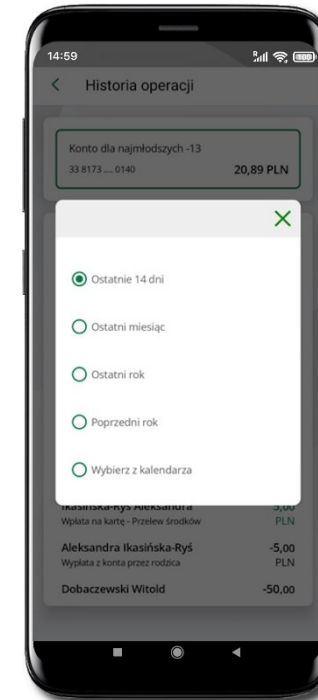 14:59
100
Historia operacji
Konto dla najmłodszych -13
33 8173 .... 0140
20,89 PLN
Ostatnie 14 dni
Ostatni miesiąc
Ostatni rok
Poprzedni rok
Wybierz z kalendarza
Ikasińska-Ryś Aleksandra
5,00
Wpłata na kartę - Przelew środków
PLN
Aleksandra Ikasińska-Ryś
-5,00
Wypłata z konta przez rodzica
PLN
Dobaczewski Witold
-50,00